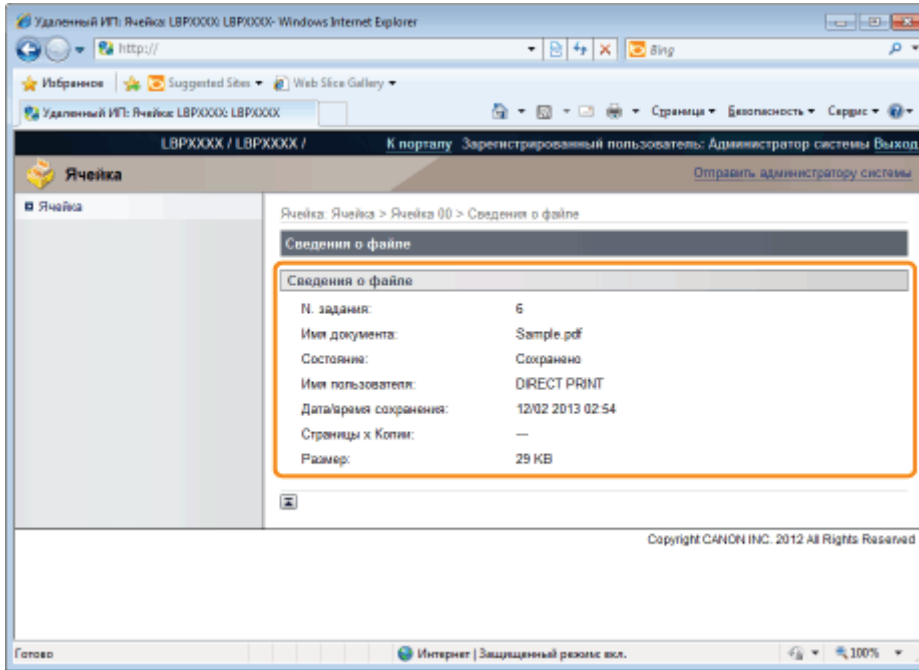 Удаленный ИП: Ячейка: LBPXXXX: LBPXXXX- Windows Internet Explorer
http://
Bing
Избранное Suggested Sites Web Slice Gallery
Удаленный ИП: Ячейка: LBPXXXX: LBPXXXX
Страница Безопасность Сервис
LBPXXXX / LBPXXXX /
К порталу Зарегистрированный пользователь: Администратор системы Выход
Ячейка
Отправить администратору системы
Ячейка
Ячейка: Ячейка > Ячейка 00 > Сведения о файле
Сведения о файле
Сведения о файле
N. задания: 6
Имя документа: Sample.pdf
Состояние: Сохранено
Имя пользователя: DIRECT PRINT
Дата/время сохранения: 12/02 2013 02:54
Страницы x Копии: —
Размер: 29 KB
Copyright CANON INC. 2012 All Rights Reserved
Готово
Интернет | Защищенный режим: вкл.
100%